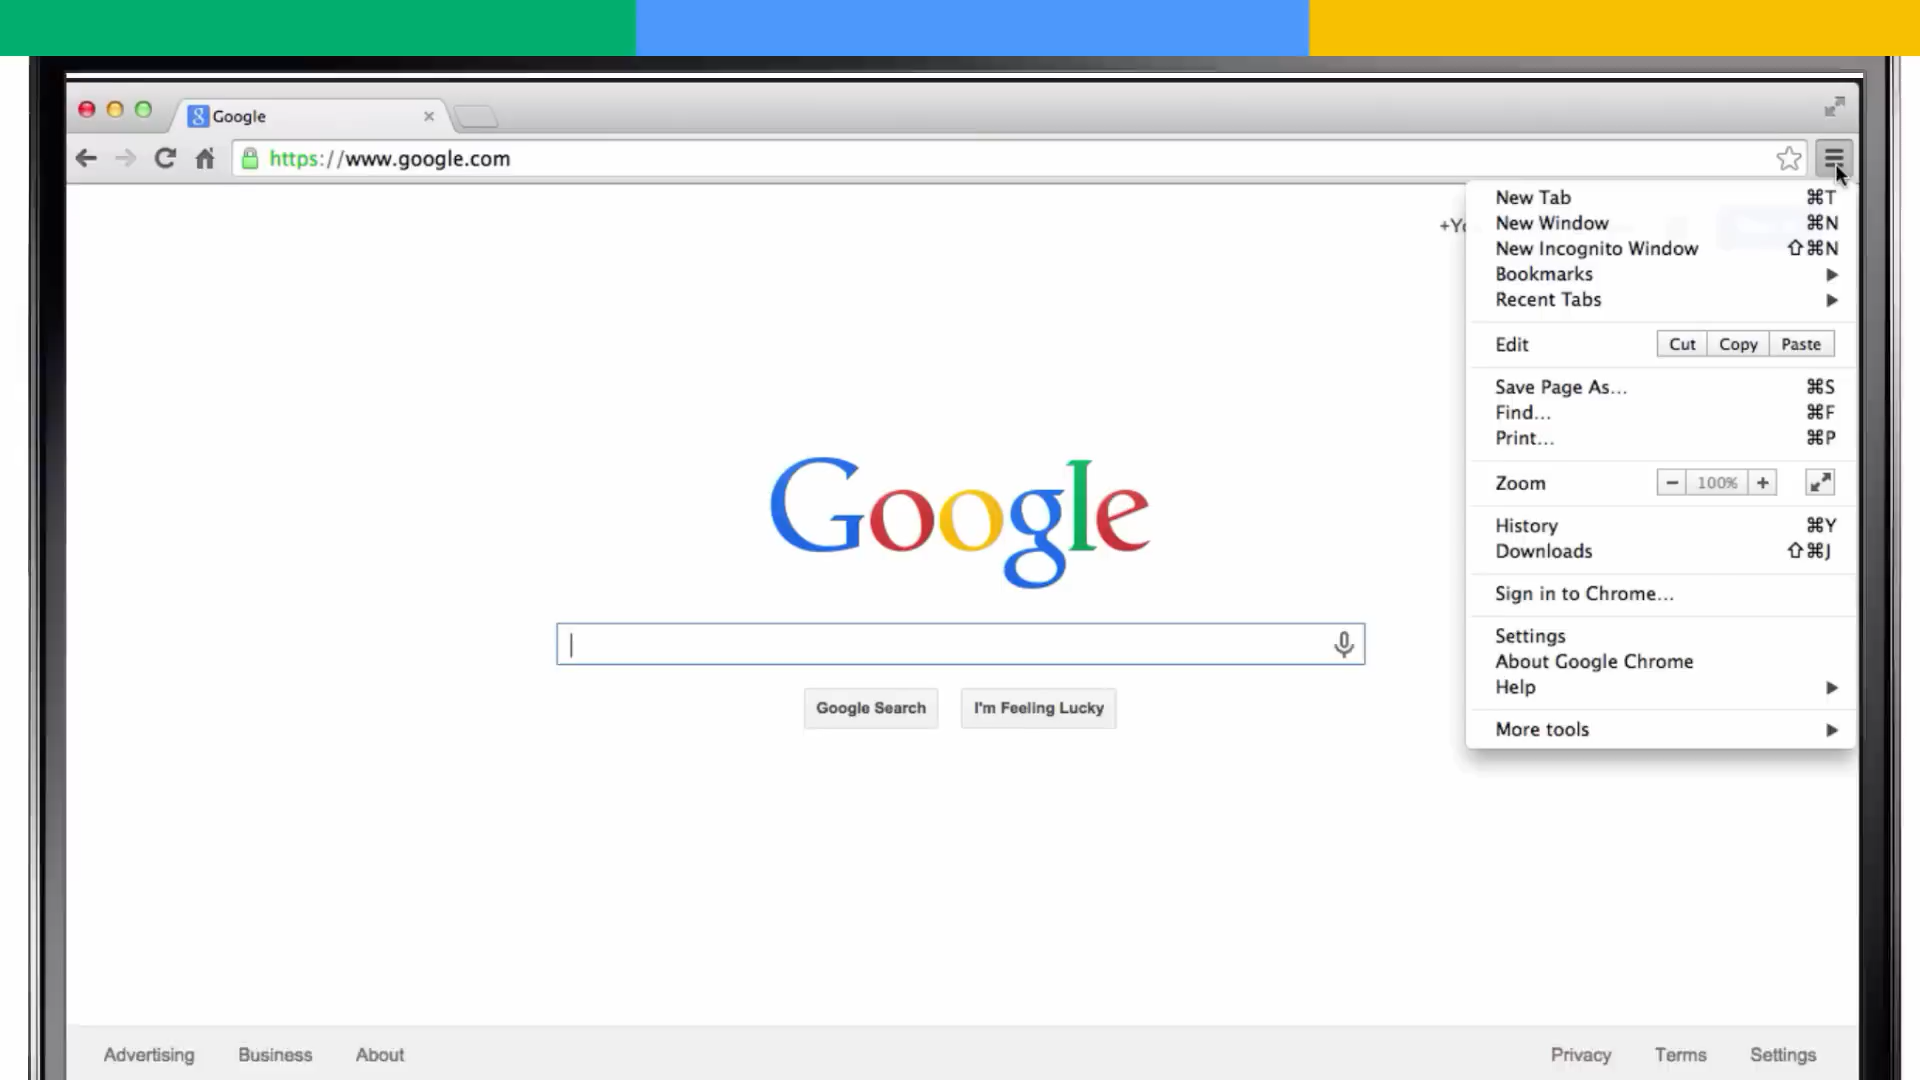 Google
https://www.google.com
+Yo
New Tab ⌘T
New Window ⌘N
New Incognito Window ⇧⌘N
Bookmarks
Recent Tabs
Edit Cut Copy Paste
Save Page As... ⌘S
Find... ⌘F
Print... ⌘P
Zoom − 100% +
History ⌘Y
Downloads ⇧⌘J
Sign in to Chrome...
Settings
About Google Chrome
Help
More tools
Google
Google Search I'm Feeling Lucky
Advertising Business About Privacy Terms Settings